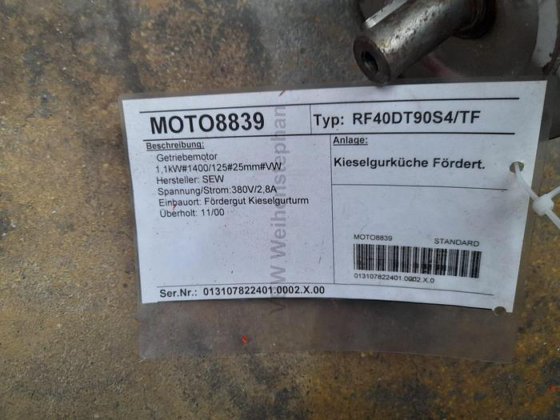 MOTO8839
Typ: RF40DT90S4/TF
Beschreibung:
Getriebemotor
1,1kW#1400/125#25mm#VW
Hersteller: SEW
Spannung/Strom:380V/2,8A
Einbauort: Fördergut Kieselgurturm
Überholt: 11/00
Anlage:
Kieselgurküche Fördert.
MOTO8839 STANDARD
013107822401.0002.X.0
Ser.Nr.: 013107822401.0002.X.00
Weihenstephan